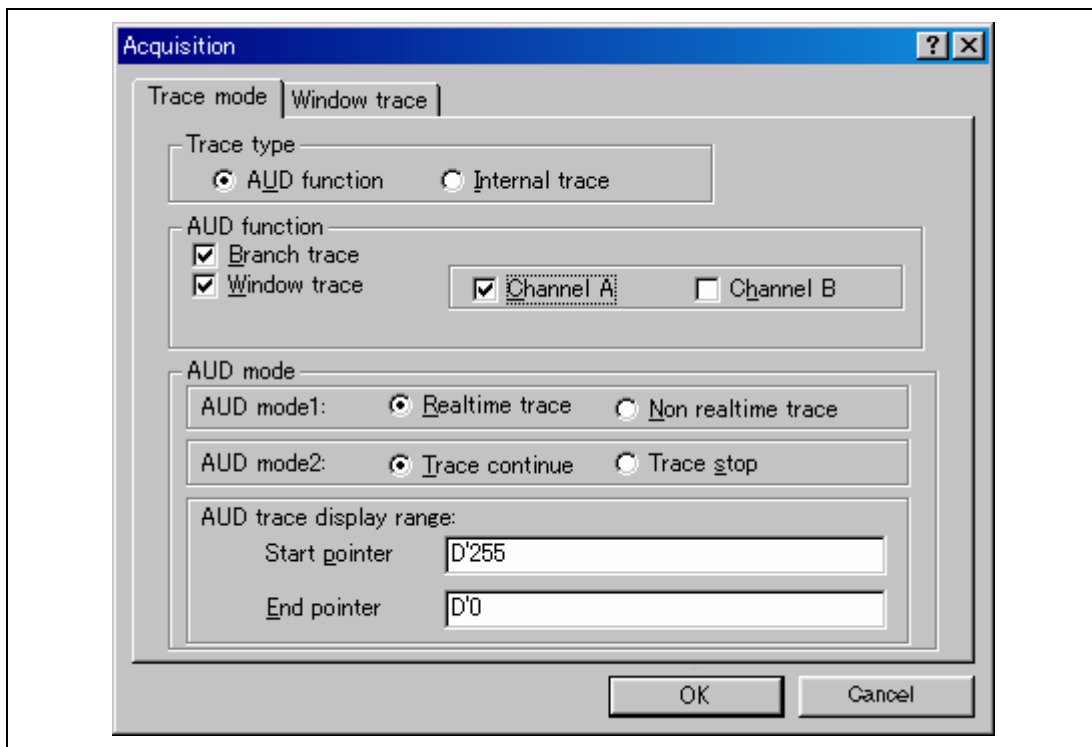 Acquisition
Trace mode Window trace
Trace type
AUD function Internal trace
AUD function
Branch trace
Window trace Channel A Channel B
AUD mode
AUD mode1: Realtime trace Non realtime trace
AUD mode2: Trace continue Trace stop
AUD trace display range:
Start pointer D'255
End pointer D'0
OK Cancel